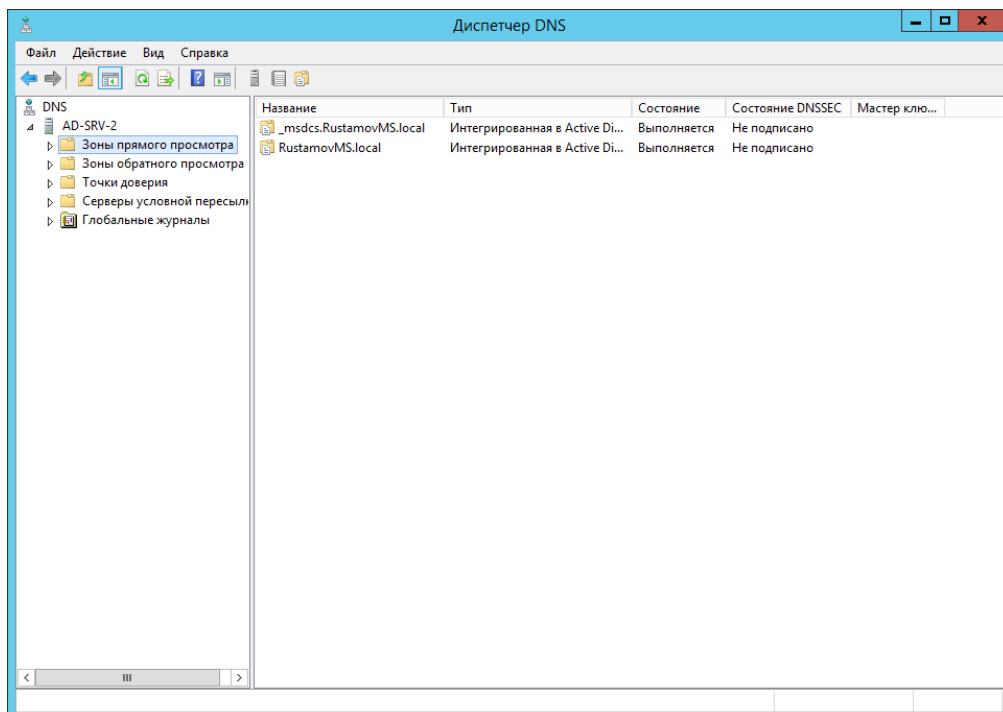 Диспетчер DNS
Файл Действие Вид Справка
DNS
AD-SRV-2
Зоны прямого просмотра
Зоны обратного просмотра
Точки доверия
Серверы условной пересылк
Глобальные журналы
Название Тип Состояние Состояние DNSSEC Мастер клю...
_msdcs.RustamovMS.local Интегрированная в Active Di... Выполняется Не подписано
RustamovMS.local Интегрированная в Active Di... Выполняется Не подписано